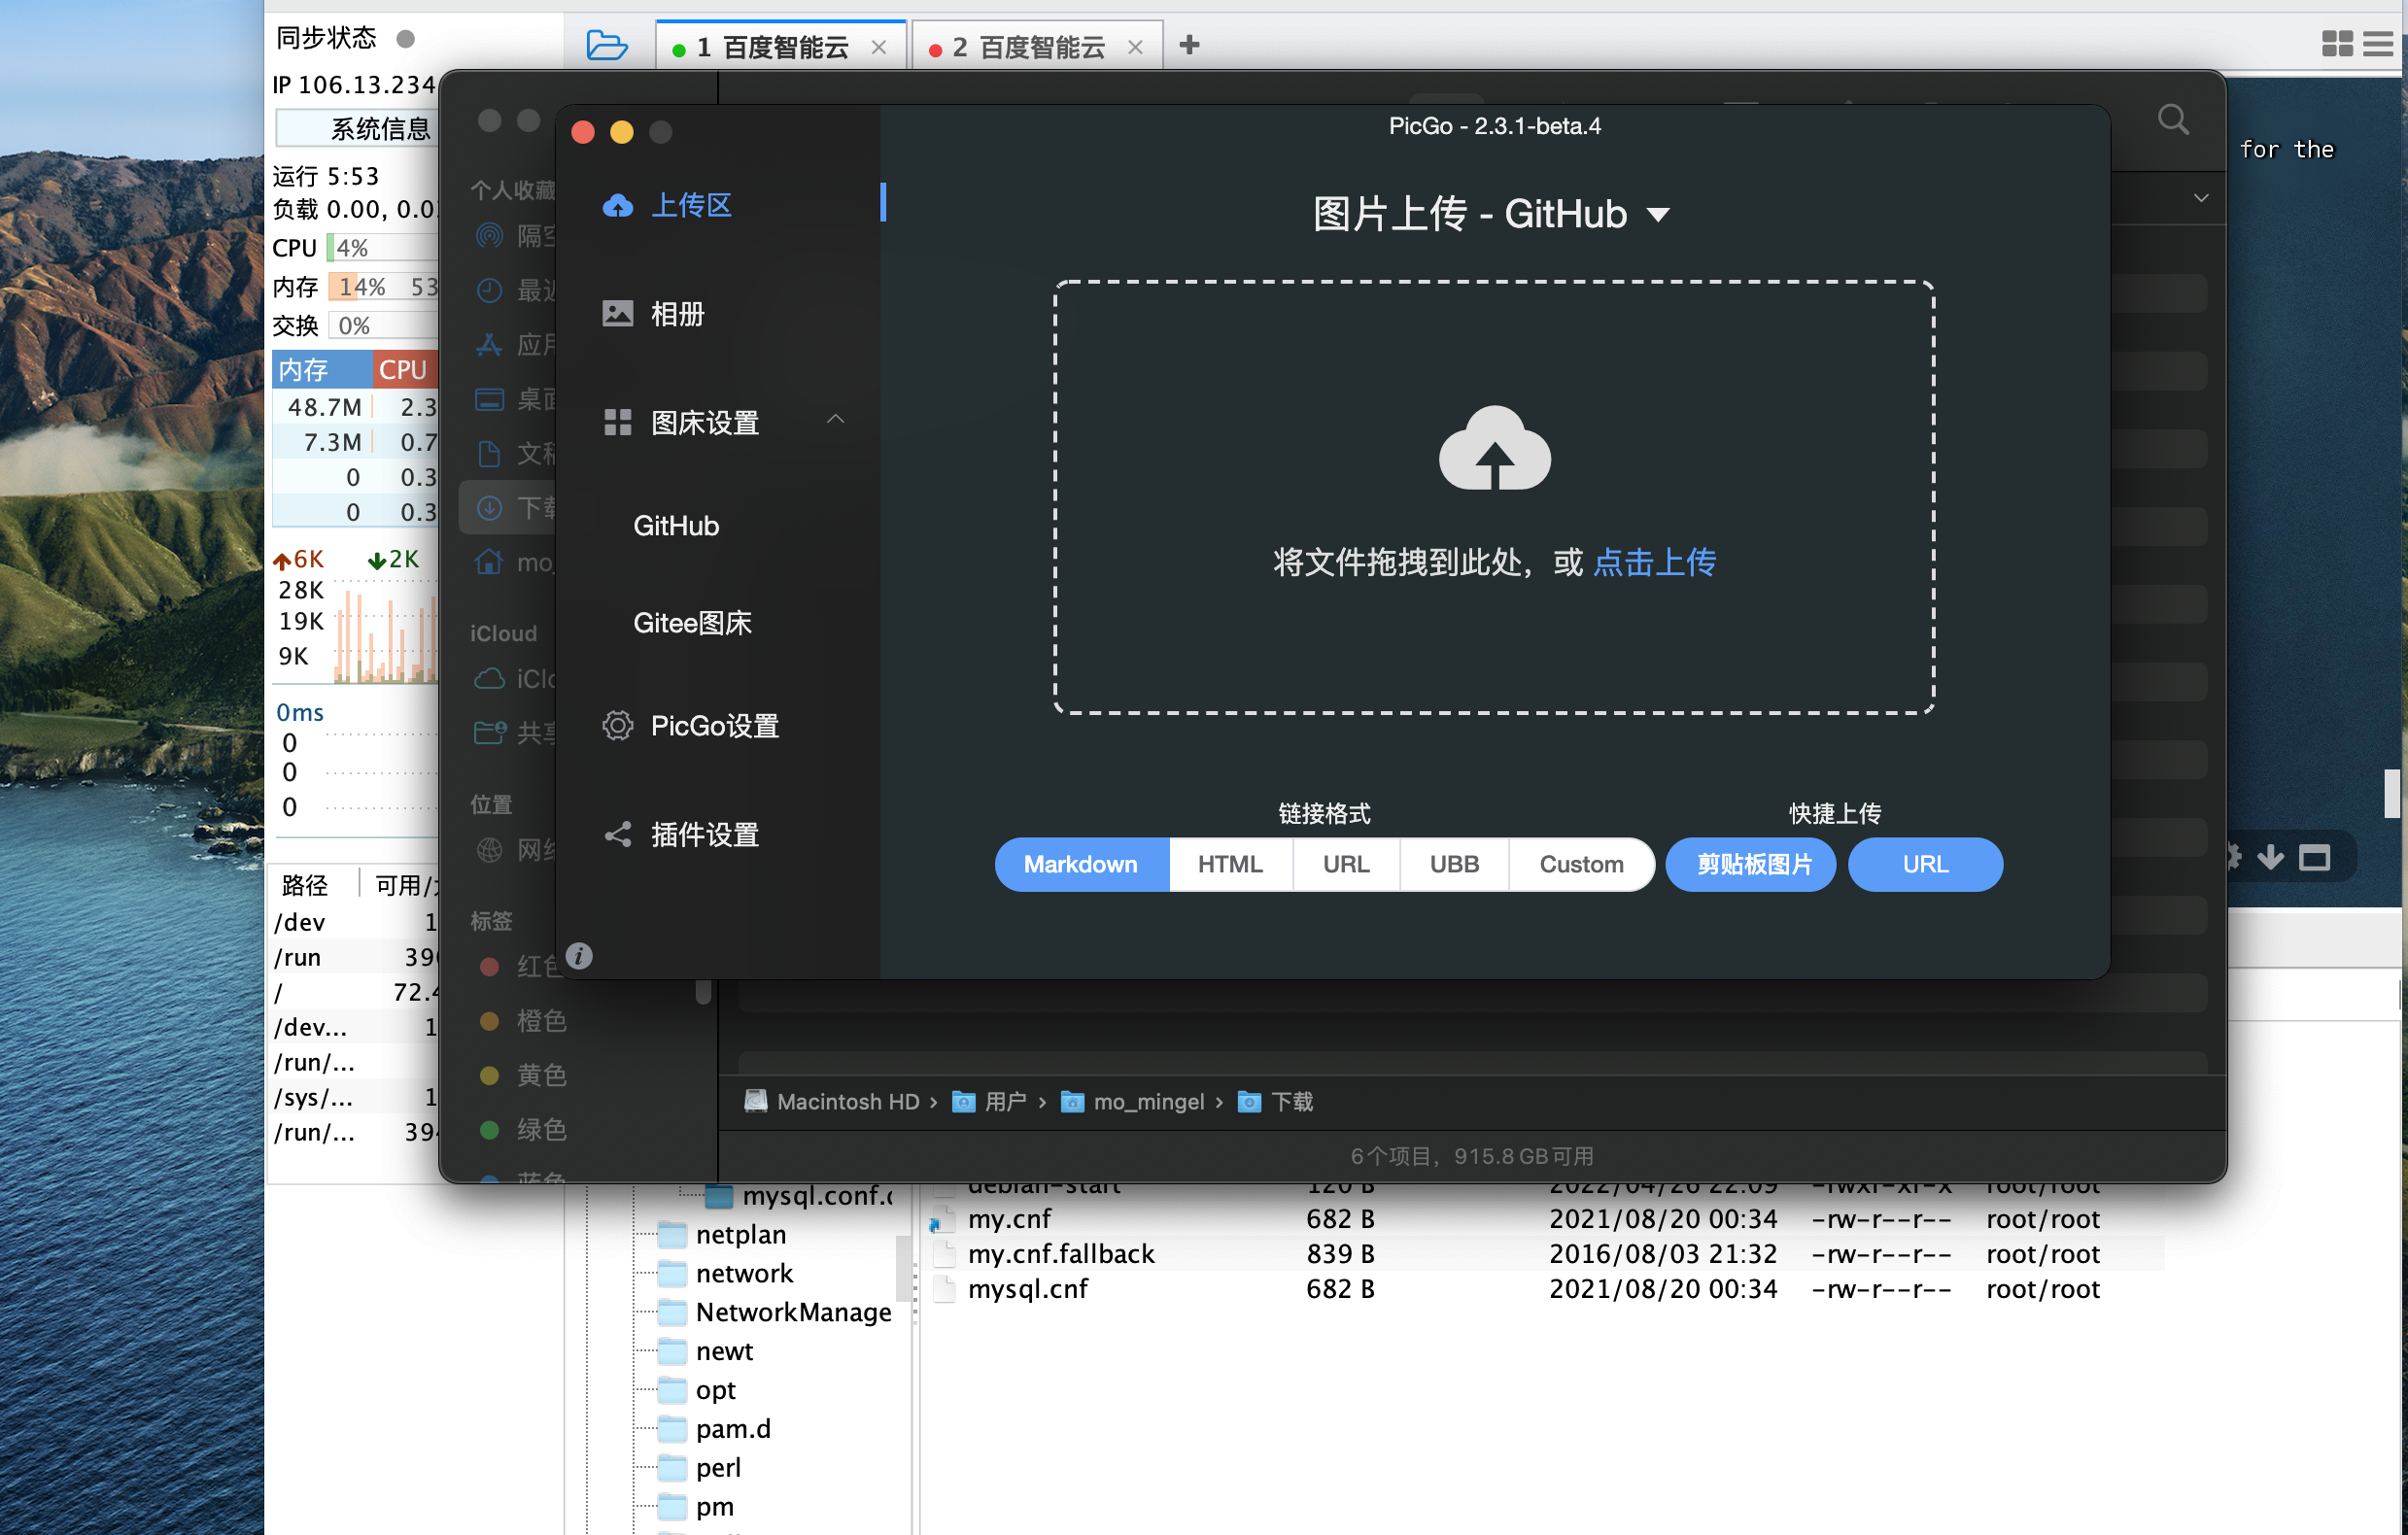 同步状态
1 百度智能云
2 百度智能云
IP 106.13.234
系统信息
运行 5:53
负载 0.00, 0.0
CPU 4%
内存 14% 53
交换 0%
内存 CPU
48.7M 2.3
7.3M 0.7
0 0.3
0 0.3
6K 2K
28K
19K
9K
0ms
0
0
0
路径 可用/
/dev 1
/run 39
/ 72.4
/dev... 1
/run/...
/sys/... 1
/run/... 394
个人收藏
最近
桌面
文稿
下载
mo_
iCloud
共享
位置
网络
标签
红色
橙色
黄色
绿色
蓝色
PicGo - 2.3.1-beta.4
上传区
相册
图床设置
GitHub
Gitee图床
PicGo设置
插件设置
图片上传 - GitHub
将文件拖拽到此处，或 点击上传
链接格式
快捷上传
Markdown HTML URL UBB Custom 剪贴板图片 URL
for the
Macintosh HD › 用户 › mo_mingel › 下载
6个项目，915.8 GB可用
mysql.conf.
netplan
network
NetworkManage
newt
opt
pam.d
perl
pm
debian-start 120 B 2022/04/26 22:09 -rwxr-xr-x root/root
my.cnf 682 B 2021/08/20 00:34 -rw-r--r-- root/root
my.cnf.fallback 839 B 2016/08/03 21:32 -rw-r--r-- root/root
mysql.cnf 682 B 2021/08/20 00:34 -rw-r--r-- root/root